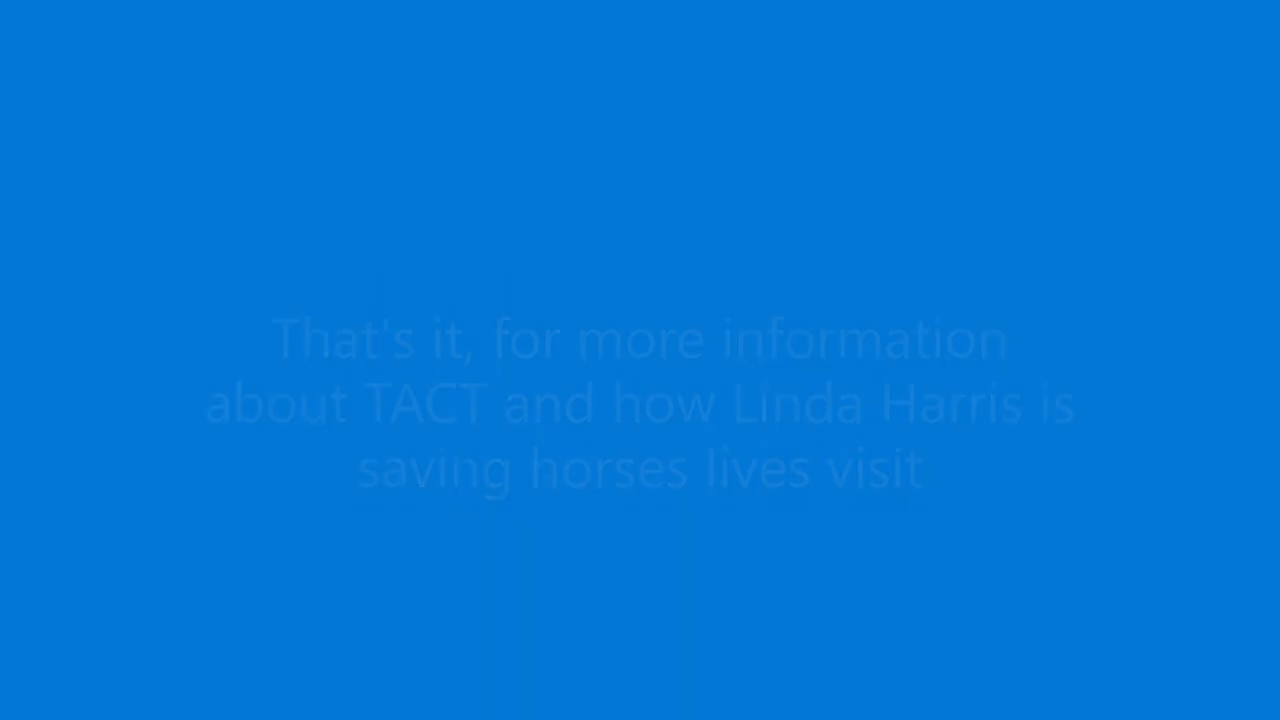 That's it, for more information
about TACT and how Linda Harris is
saving horses lives visit